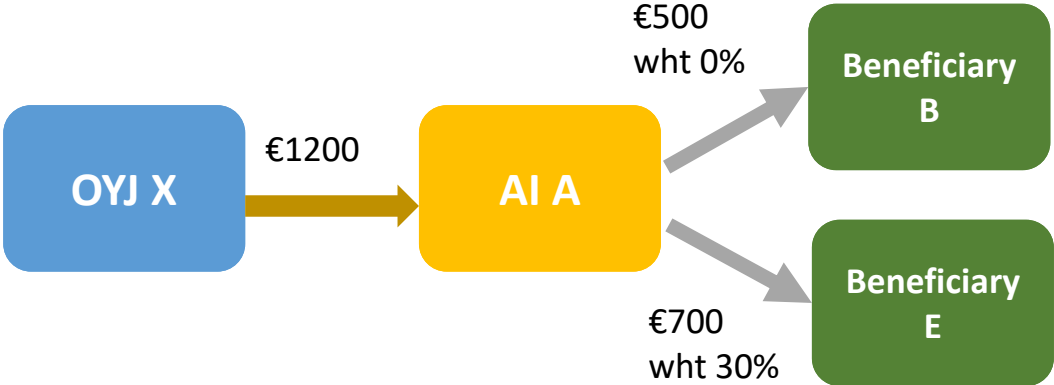 OYJ X
€1200
AI A
€500
wht 0%
Beneficiary
B
€700
wht 30%
Beneficiary
E